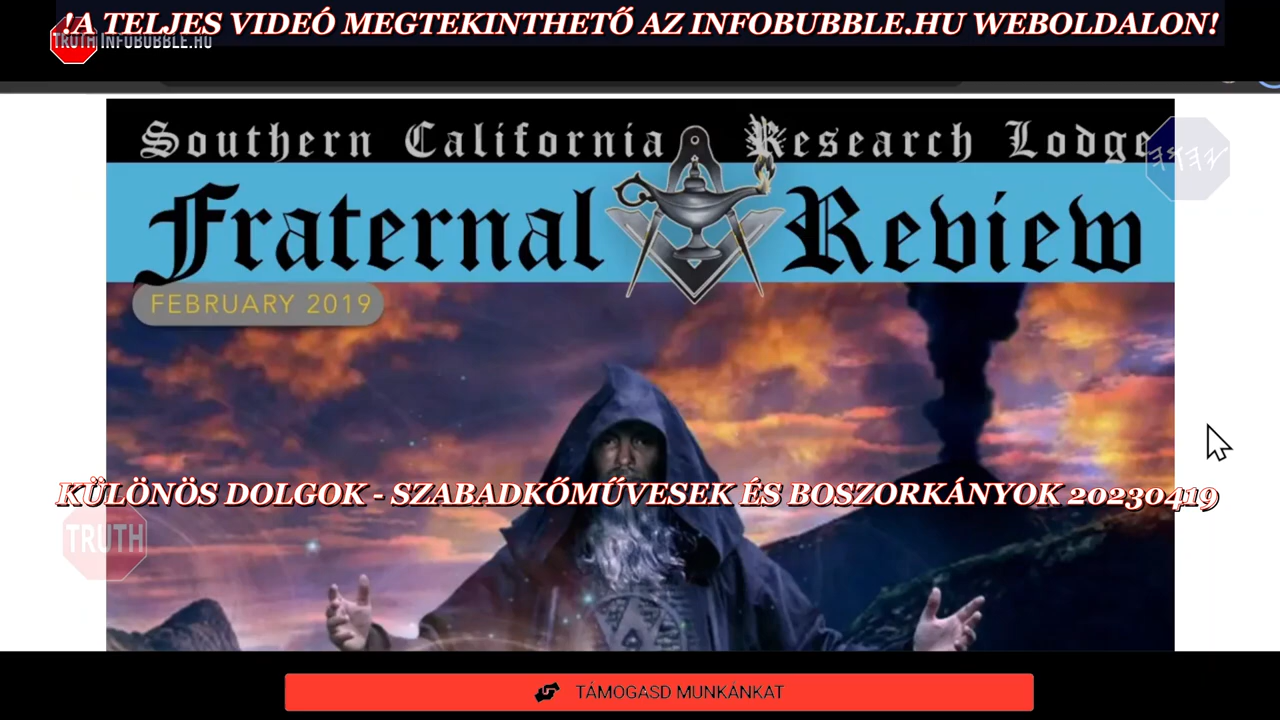 !A TELJES VIDEÓ MEGTEKINTHETŐ AZ INFOBUBBLE.HU WEBOLDALON!
TRUTH INFOBUBBLE.HU
Southern California Research Lodge
Fraternal Review
FEBRUARY 2019
KÜLÖNÖS DOLGOK - SZABADKŐMŰVESEK ÉS BOSZORKÁNYOK 20230419
TRUTH
TÁMOGASD MUNKÁNKAT